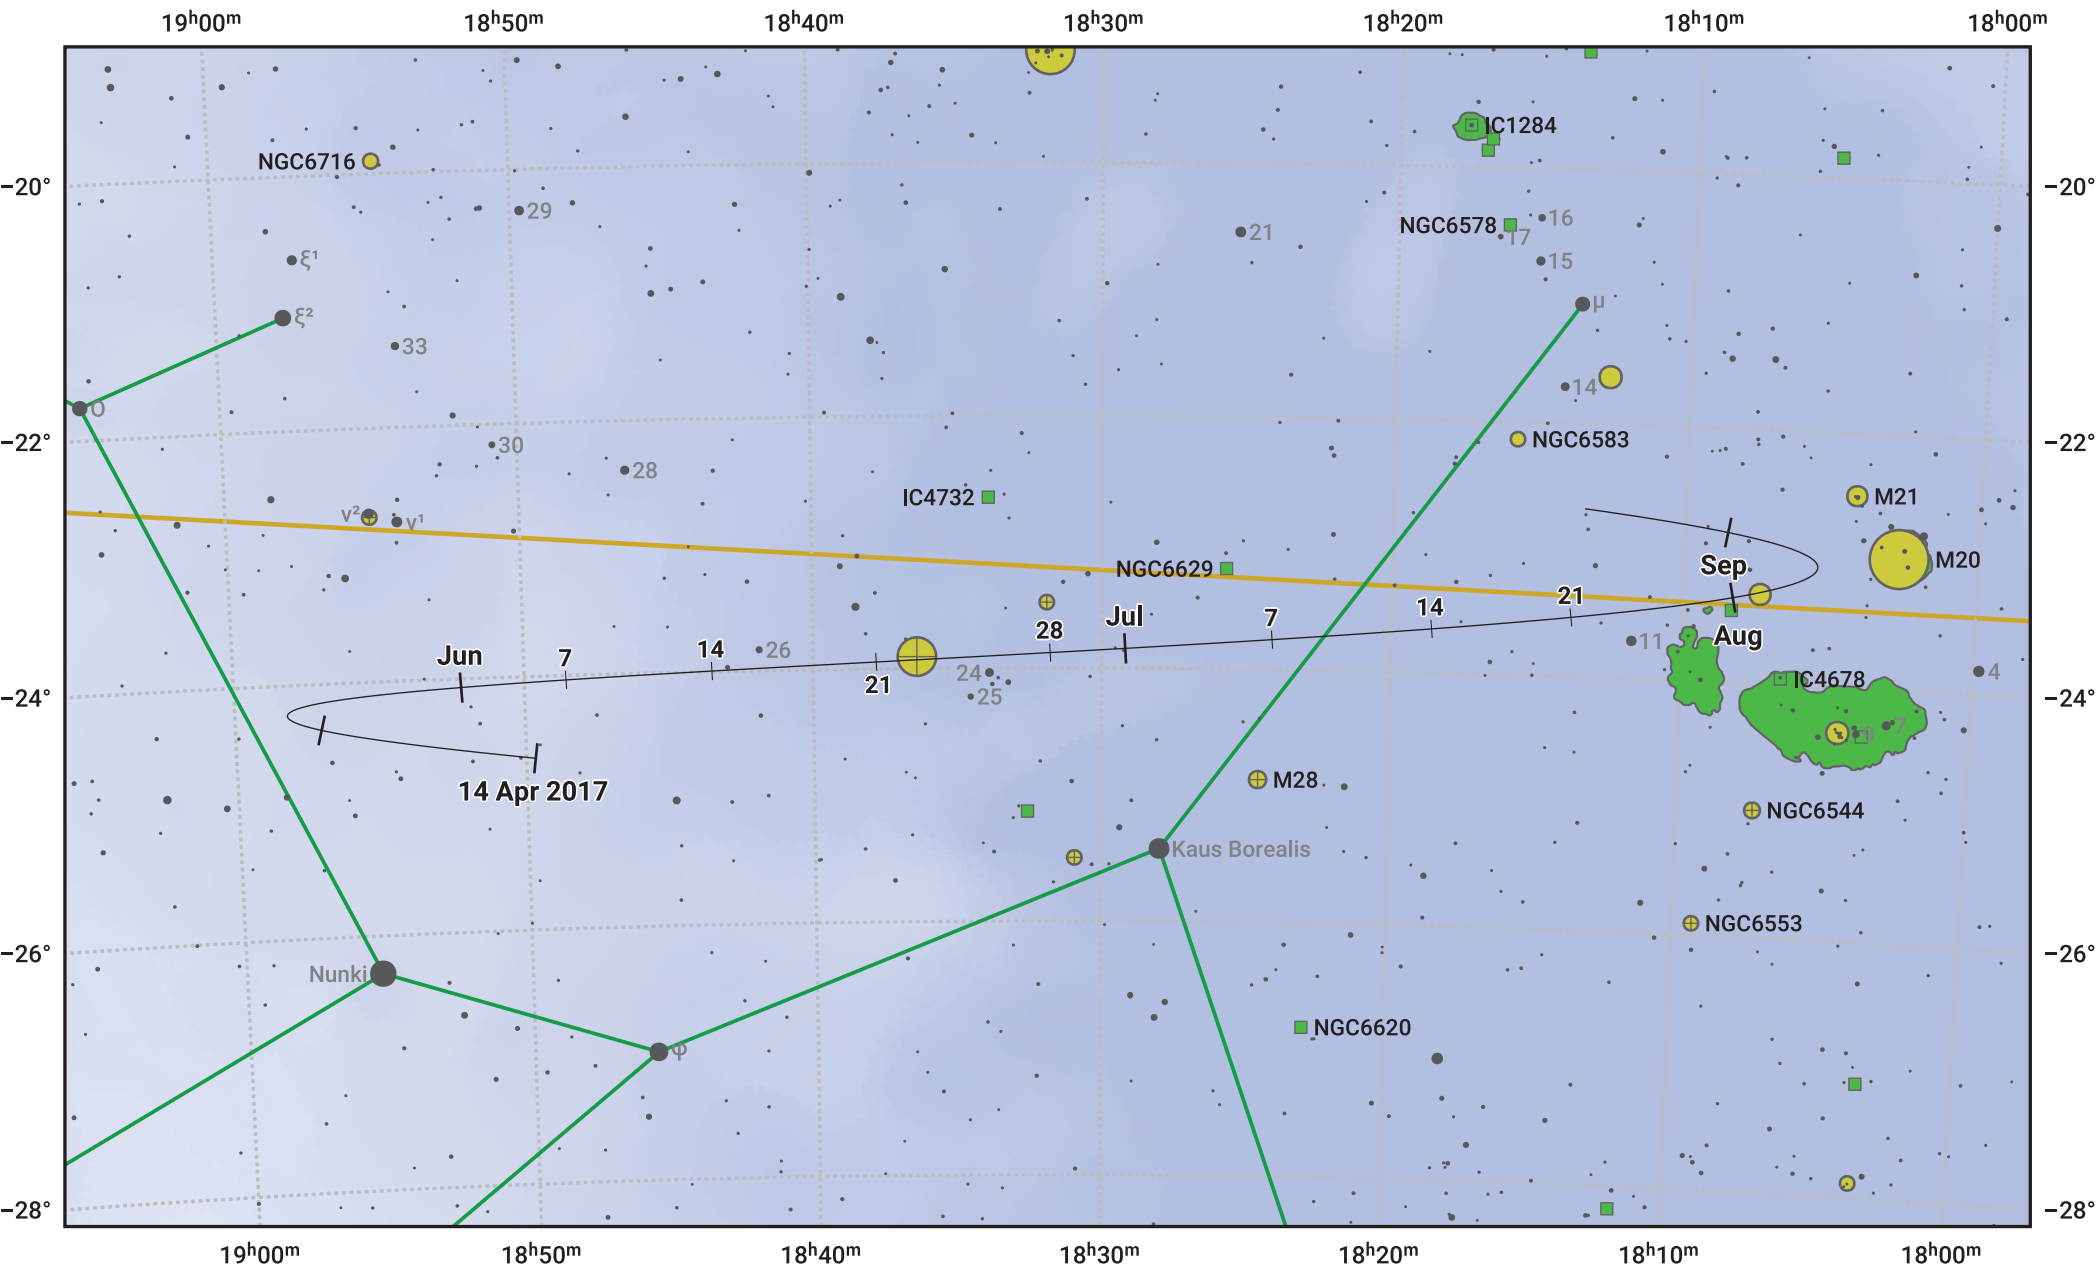 19ʰ00ᵐ 18ʰ50ᵐ 18ʰ40ᵐ 18ʰ30ᵐ 18ʰ20ᵐ 18ʰ10ᵐ 18ʰ00ᵐ
IC1284
NGC6716
−20° −20°
29
16
NGC6578 17
21
ξ¹
15
μ
ξ²
33
14
O
−22° 22 −22°
30
NGC6583
28
IC4732
M21
ν² ν¹
M20
NGC6629
Sep
21
14
7
Jul
28
11
Aug
Jun
7
14
26
21
24
25
4
IC4678
−24° −24°
7
9
14 Apr 2017
M28
NGC6544
Kaus Borealis
NGC6553
−26° −26°
Nunki
NGC6620
φ
−28° −28°
19ʰ00ᵐ 18ʰ50ᵐ 18ʰ40ᵐ 18ʰ30ᵐ 18ʰ20ᵐ 18ʰ10ᵐ 18ʰ00ᵐ